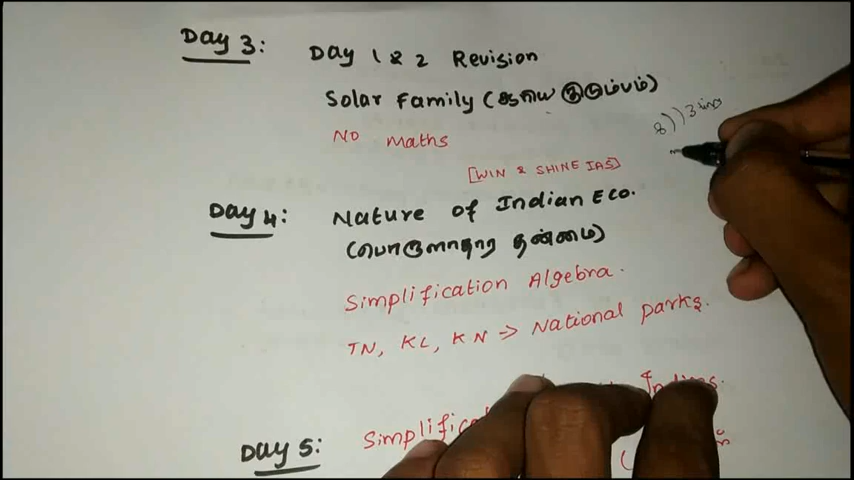 Day 3: Day 1 & 2 Revision
Solar Family (சூரிய குடும்பம்)
No maths
[WIN & SHINE IAS]
Day 4: Nature of Indian Eco.
(பொருளாதார தன்மை)
Simplification Algebra.
TN, KL, KN → National parks.
Day 5: